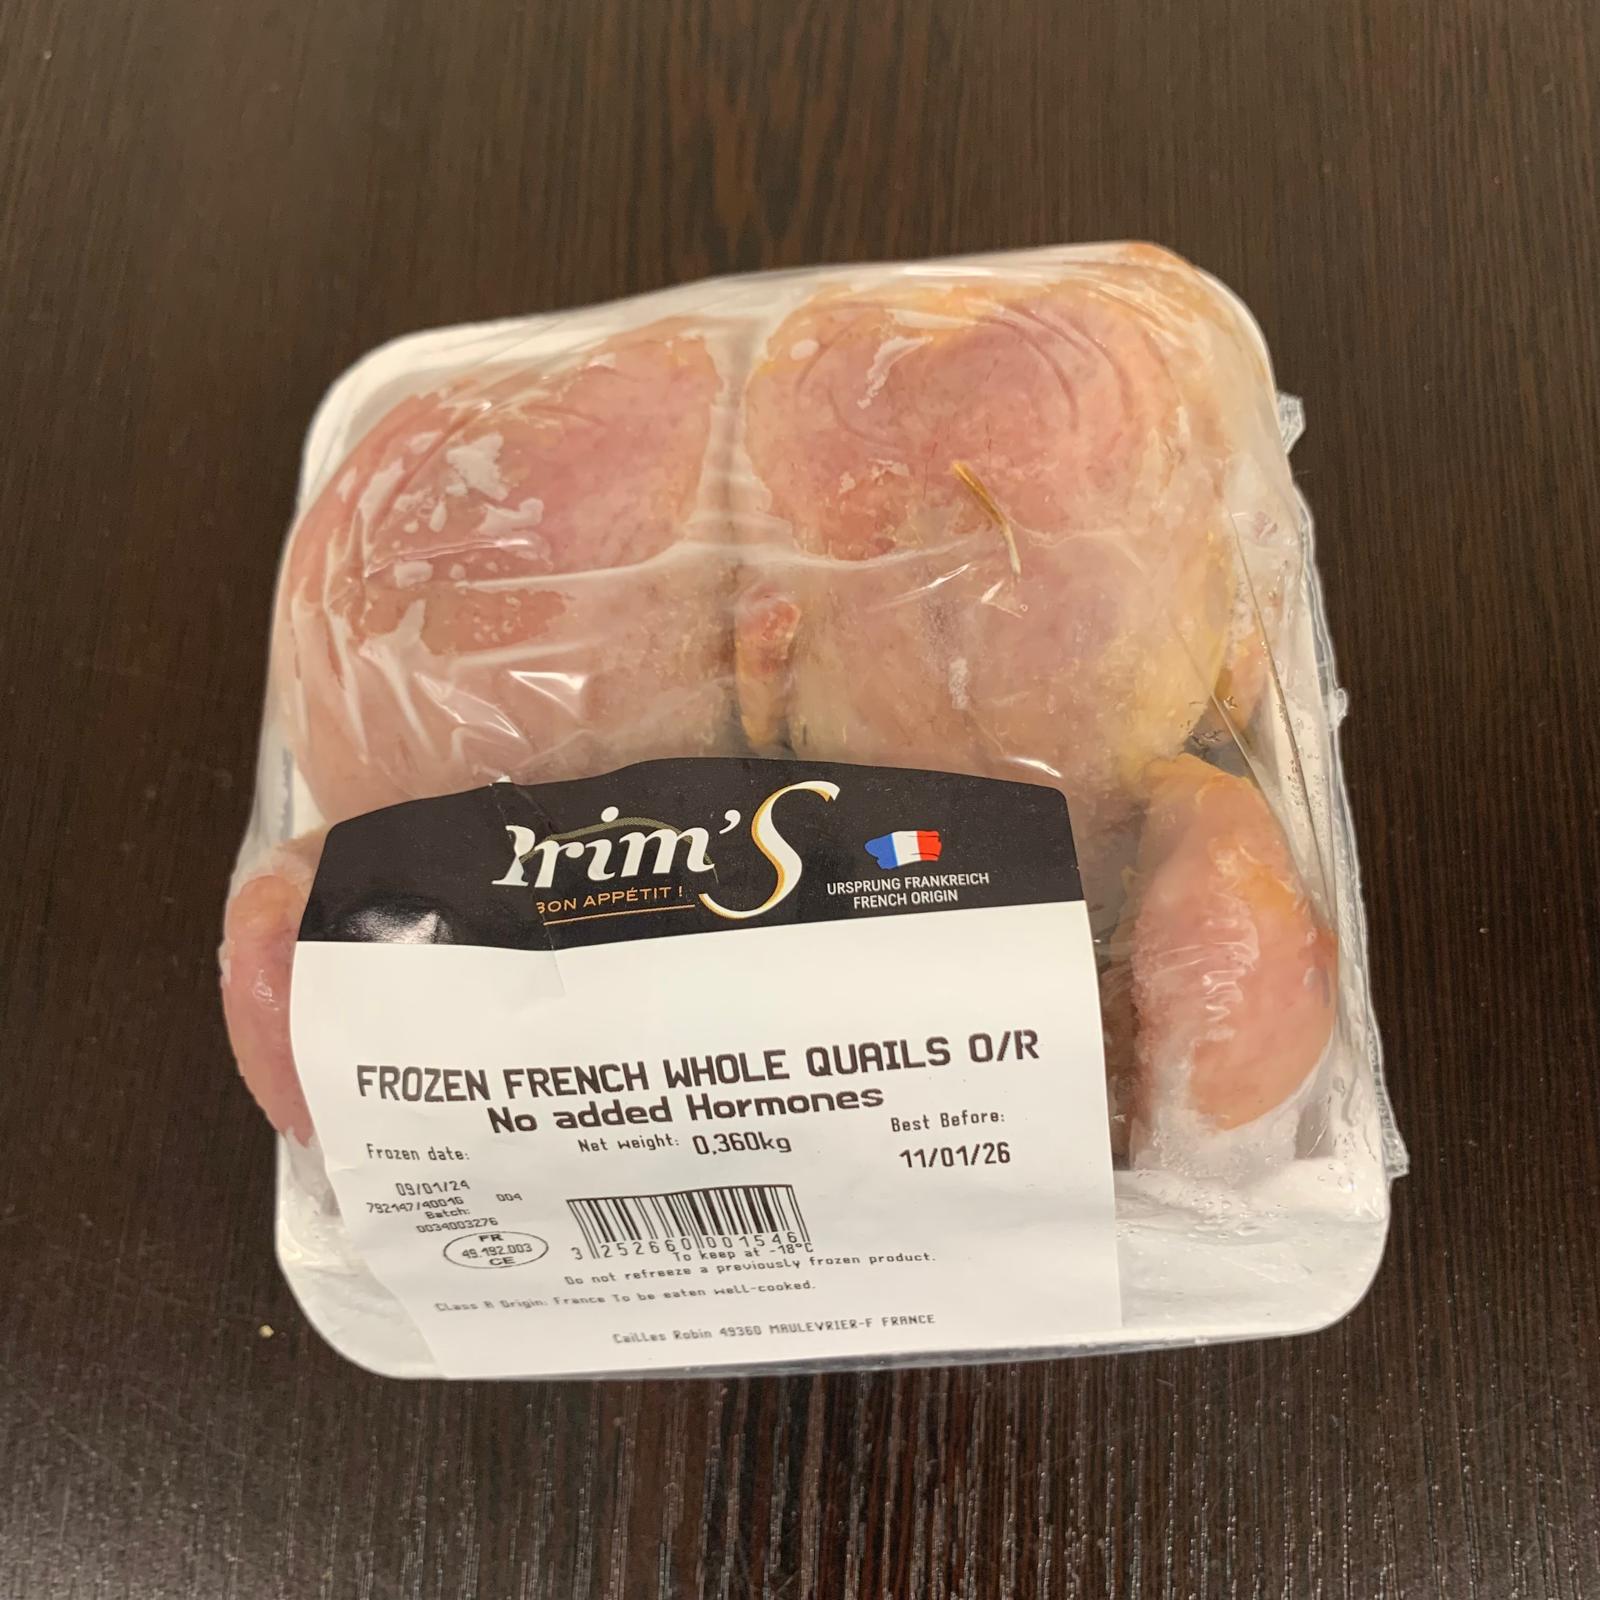 Prim'S
BON APPÉTIT !
URSPRUNG FRANKREICH
FRENCH ORIGIN
FROZEN FRENCH WHOLE QUAILS O/R
No added Hormones
Frozen date:
Net weight: 0,360kg
Best Before:
09/01/24
11/01/26
792147/40016 004
Batch:
0034003276
FR
49.192.003
CE
3 252660 001546
To keep at -18°C
Do not refreeze a previously frozen product.
Class A Origin: France To be eaten well-cooked.
Cailles Robin 49360 MAULEVRIER-F FRANCE